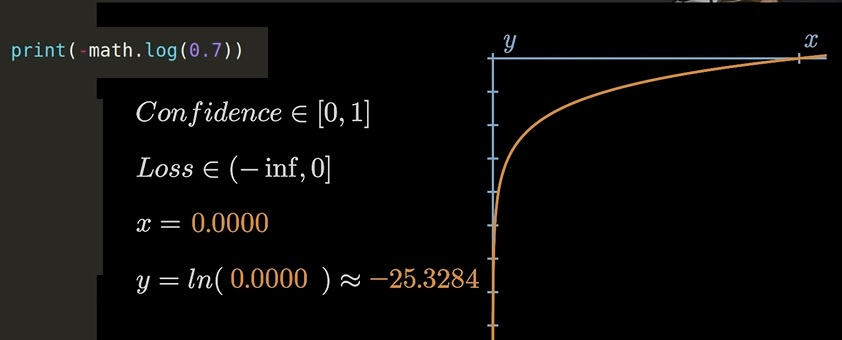 print(-math.log(0.7))
y
x
Confidence ∈ [0, 1]
Loss ∈ (− inf, 0]
x = 0.0000
y = ln( 0.0000 ) ≈ −25.3284